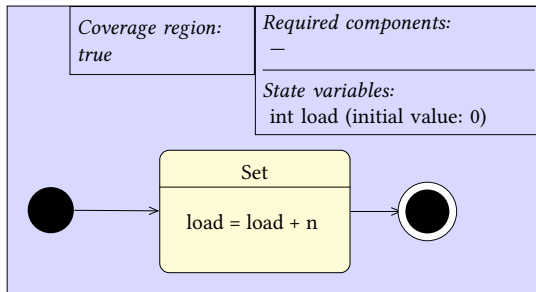 Coverage region:
true
Required components:
—
State variables:
int load (initial value: 0)
Set
load = load + n